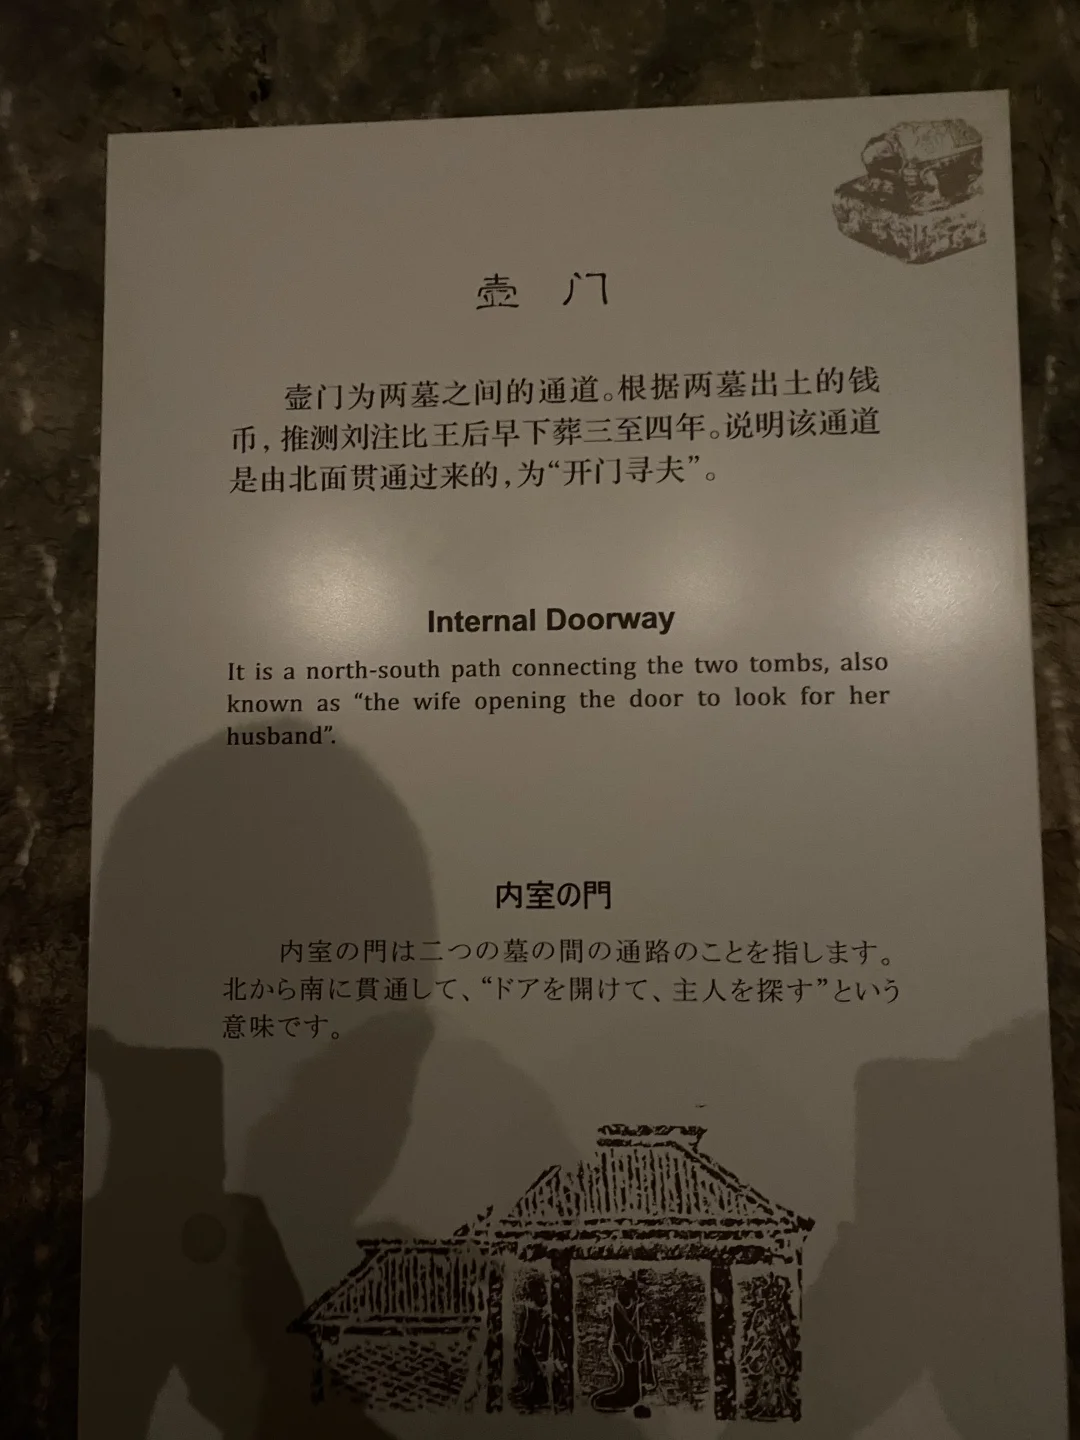 壸 门
壸门为两墓之间的通道。根据两墓出土的钱
币，推测刘注比王后早下葬三至四年。说明该通道
是由北面贯通过来的，为“开门寻夫”。
Internal Doorway
It is a north-south path connecting the two tombs, also
known as “the wife opening the door to look for her
husband”.
内室の門
内室の門は二つの墓の間の通路のことを指します。
北から南に貫通して、“ドアを開けて、主人を探す”という
意味です。